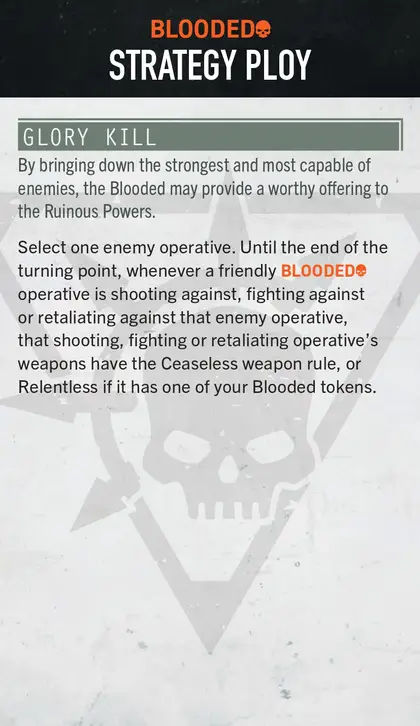 BLOODED
STRATEGY PLOY
GLORY KILL
By bringing down the strongest and most capable of
enemies, the Blooded may provide a worthy offering to
the Ruinous Powers.
Select one enemy operative. Until the end of the
turning point, whenever a friendly BLOODED
operative is shooting against, fighting against
or retaliating against that enemy operative,
that shooting, fighting or retaliating operative’s
weapons have the Ceaseless weapon rule, or
Relentless if it has one of your Blooded tokens.